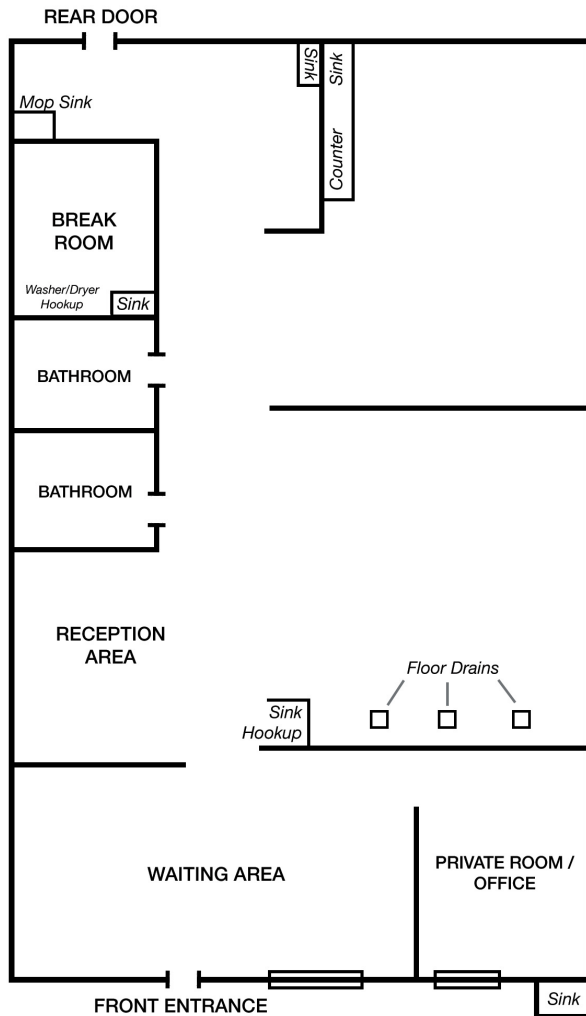 REAR DOOR
Sink
Sink
Counter
Mop Sink
BREAK
ROOM
Washer/Dryer
Hookup
Sink
BATHROOM
BATHROOM
RECEPTION
AREA
Floor Drains
Sink
Hookup
WAITING AREA
PRIVATE ROOM /
OFFICE
FRONT ENTRANCE
Sink